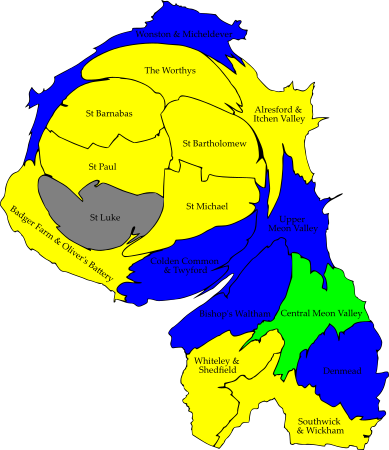 Wonston & Micheldever
The Worthys
St Barnabas
Alresford &
Itchen Valley
St Bartholomew
St Paul
St Luke
St Michael
Badger Farm & Oliver's Battery
Upper
Meon Valley
Colden Common
& Twyford
Bishop's Waltham
Central Meon Valley
Whiteley &
Shedfield
Denmead
Southwick
& Wickham